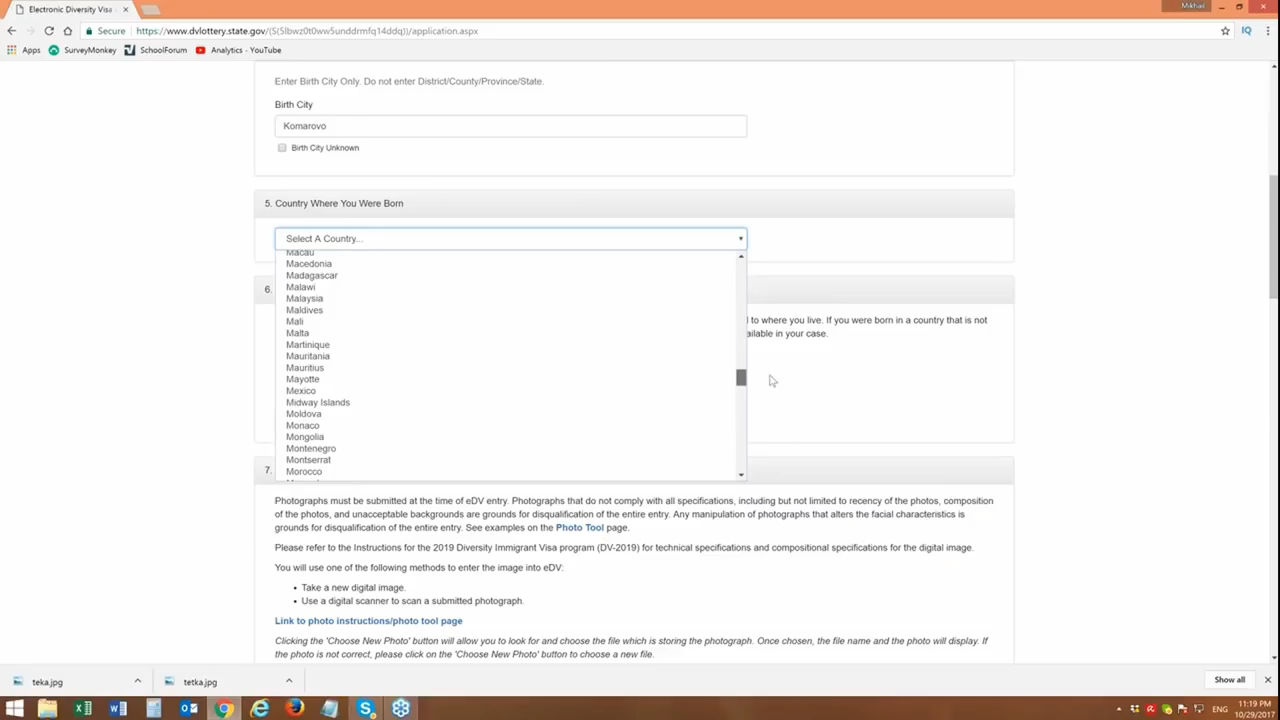 Electronic Diversity Visa
Mikhail
Secure
https://www.dvlottery.state.gov/(S(5lbwz0t0ww5unddrmfq14ddq))/application.aspx
Apps
SurveyMonkey
SchoolForum
Analytics - YouTube
Enter Birth City Only. Do not enter District/County/Province/State.
Birth City
Komarovo
Birth City Unknown
5. Country Where You Were Born
Select A Country...
Macau
Macedonia
Madagascar
Malawi
Malaysia
Maldives
Mali
Malta
Martinique
Mauritania
Mauritius
Mayotte
Mexico
Midway Islands
Moldova
Monaco
Mongolia
Montenegro
Montserrat
Morocco
6.
l to where you live. If you were born in a country that is not
ailable in your case.
7.
Photographs must be submitted at the time of eDV entry. Photographs that do not comply with all specifications, including but not limited to recency of the photos, composition
of the photos, and unacceptable backgrounds are grounds for disqualification of the entire entry. Any manipulation of photographs that alters the facial characteristics is
grounds for disqualification of the entire entry. See examples on the Photo Tool page.
Please refer to the Instructions for the 2019 Diversity Immigrant Visa program (DV-2019) for technical specifications and compositional specifications for the digital image.
You will use one of the following methods to enter the image into eDV:
• Take a new digital image.
• Use a digital scanner to scan a submitted photograph.
Link to photo instructions/photo tool page
Clicking the 'Choose New Photo' button will allow you to look for and choose the file which is storing the photograph. Once chosen, the file name and the photo will display. If
the photo is not correct, please click on the 'Choose New Photo' button to choose a new file.
teka.jpg
tetka.jpg
Show all
ENG
11:19 PM
10/29/2017